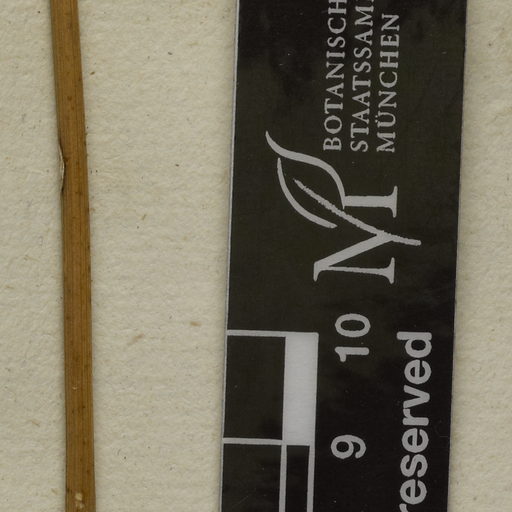 BOTANISCH
STAATSSAM
MÜNCHEN
M
10
9
reserved